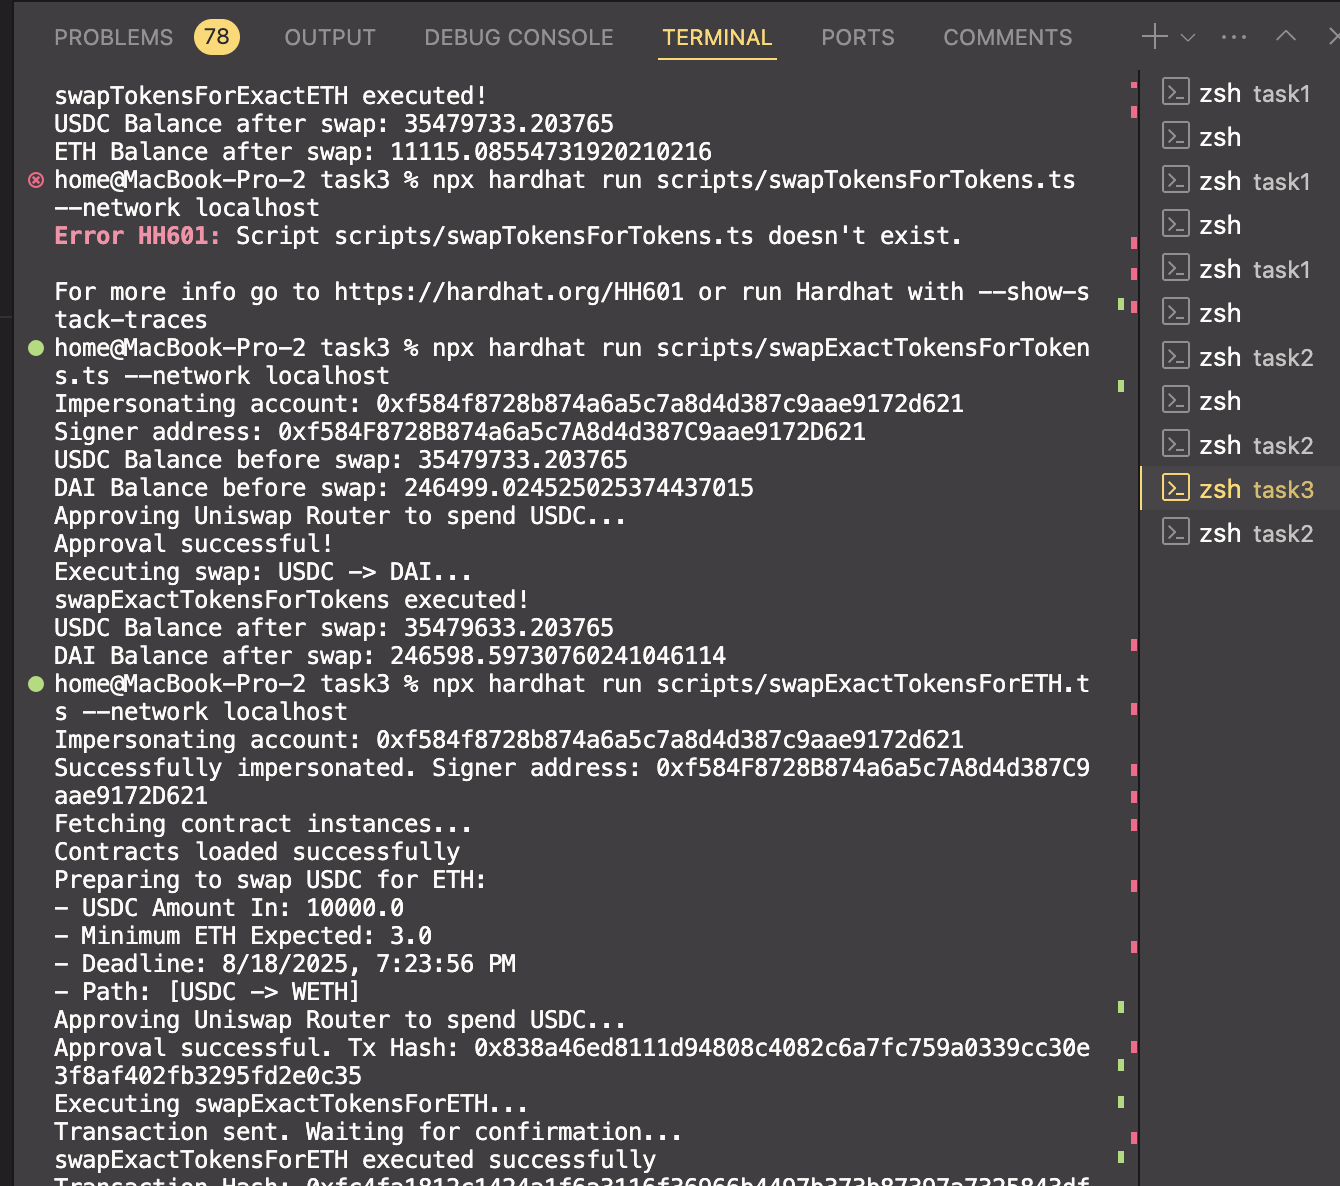 PROBLEMS 78 OUTPUT DEBUG CONSOLE TERMINAL PORTS COMMENTS
swapTokensForExactETH executed!
USDC Balance after swap: 35479733.203765
ETH Balance after swap: 11115.08554731920210216
home@MacBook-Pro-2 task3 % npx hardhat run scripts/swapTokensForTokens.ts
--network localhost
Error HH601: Script scripts/swapTokensForTokens.ts doesn't exist.
For more info go to https://hardhat.org/HH601 or run Hardhat with --show-s
tack-traces
home@MacBook-Pro-2 task3 % npx hardhat run scripts/swapExactTokensForToken
s.ts --network localhost
Impersonating account: 0xf584f8728b874a6a5c7a8d4d387c9aae9172d621
Signer address: 0xf584F8728B874a6a5c7A8d4d387C9aae9172D621
USDC Balance before swap: 35479733.203765
DAI Balance before swap: 246499.024525025374437015
Approving Uniswap Router to spend USDC...
Approval successful!
Executing swap: USDC -> DAI...
swapExactTokensForTokens executed!
USDC Balance after swap: 35479633.203765
DAI Balance after swap: 246598.59730760241046114
home@MacBook-Pro-2 task3 % npx hardhat run scripts/swapExactTokensForETH.t
s --network localhost
Impersonating account: 0xf584f8728b874a6a5c7a8d4d387c9aae9172d621
Successfully impersonated. Signer address: 0xf584F8728B874a6a5c7A8d4d387C9
aae9172D621
Fetching contract instances...
Contracts loaded successfully
Preparing to swap USDC for ETH:
- USDC Amount In: 10000.0
- Minimum ETH Expected: 3.0
- Deadline: 8/18/2025, 7:23:56 PM
- Path: [USDC -> WETH]
Approving Uniswap Router to spend USDC...
Approval successful. Tx Hash: 0x838a46ed8111d94808c4082c6a7fc759a0339cc30e
3f8af402fb3295fd2e0c35
Executing swapExactTokensForETH...
Transaction sent. Waiting for confirmation...
swapExactTokensForETH executed successfully
Transaction Hash:
zsh task1
zsh
zsh task1
zsh
zsh task1
zsh
zsh task2
zsh
zsh task2
zsh task3
zsh task2